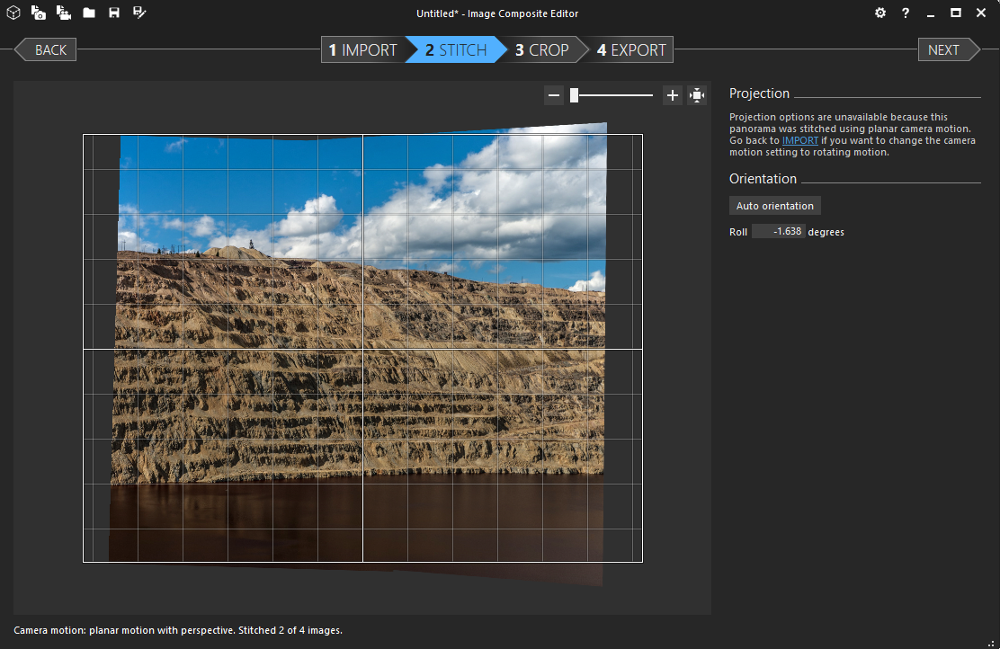 Untitled* - Image Composite Editor
?
BACK
1 IMPORT
2 STITCH
3 CROP
4 EXPORT
NEXT
Projection
Projection options are unavailable because this
panorama was stitched using planar camera motion.
Go back to IMPORT if you want to change the camera
motion setting to rotating motion.
Orientation
Auto orientation
Roll -1.638 degrees
Camera motion: planar motion with perspective. Stitched 2 of 4 images.